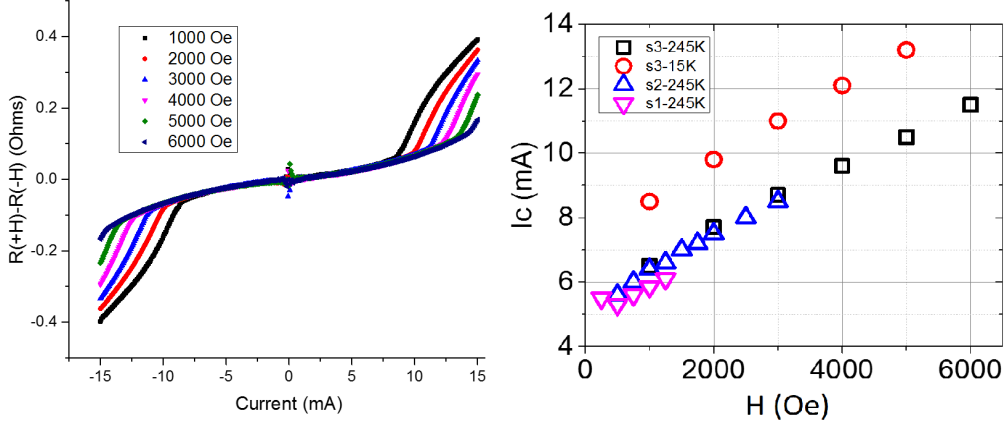 1000 Oe
2000 Oe
3000 Oe
4000 Oe
5000 Oe
6000 Oe
R(+H)-R(-H) (Ohms)
0.4
0.2
0.0
-0.2
-0.4
-15
-10
-5
0
5
10
15
Current (mA)
s3-245K
s3-15K
s2-245K
s1-245K
Ic (mA)
14
12
10
8
6
4
0
2000
4000
6000
H (Oe)